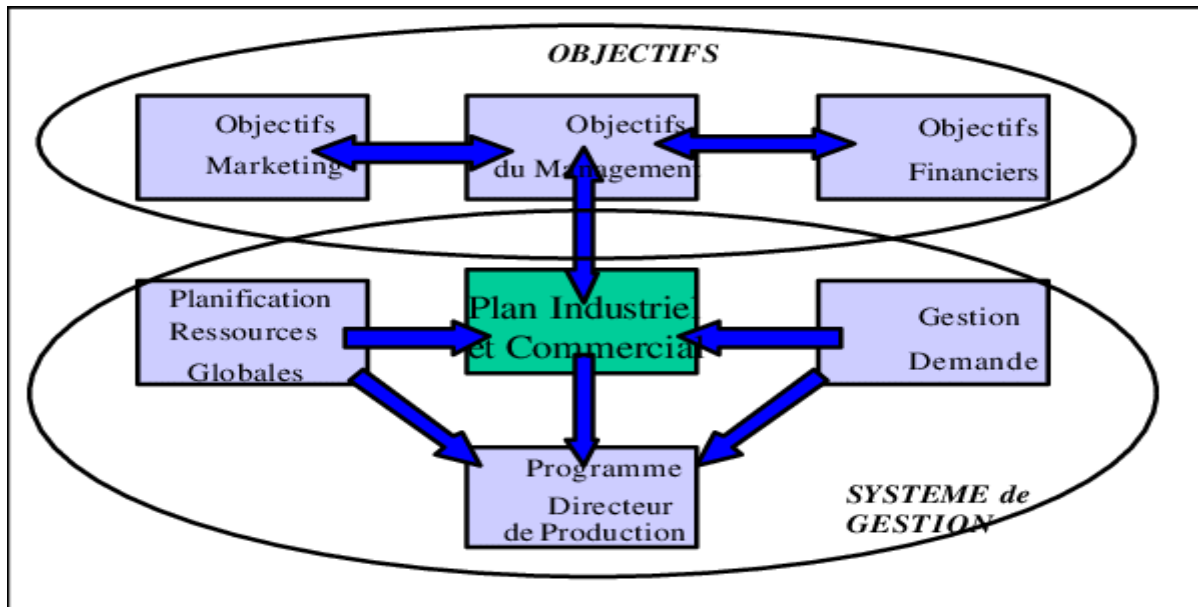 OBJECTIFS
Objectifs
Marketing
Objectifs
du Management
Objectifs
Financiers
Planification
Ressources
Globales
Plan Industriel
et Commercial
Gestion
Demande
Programme
Directeur
de Production
SYSTEME de
GESTION